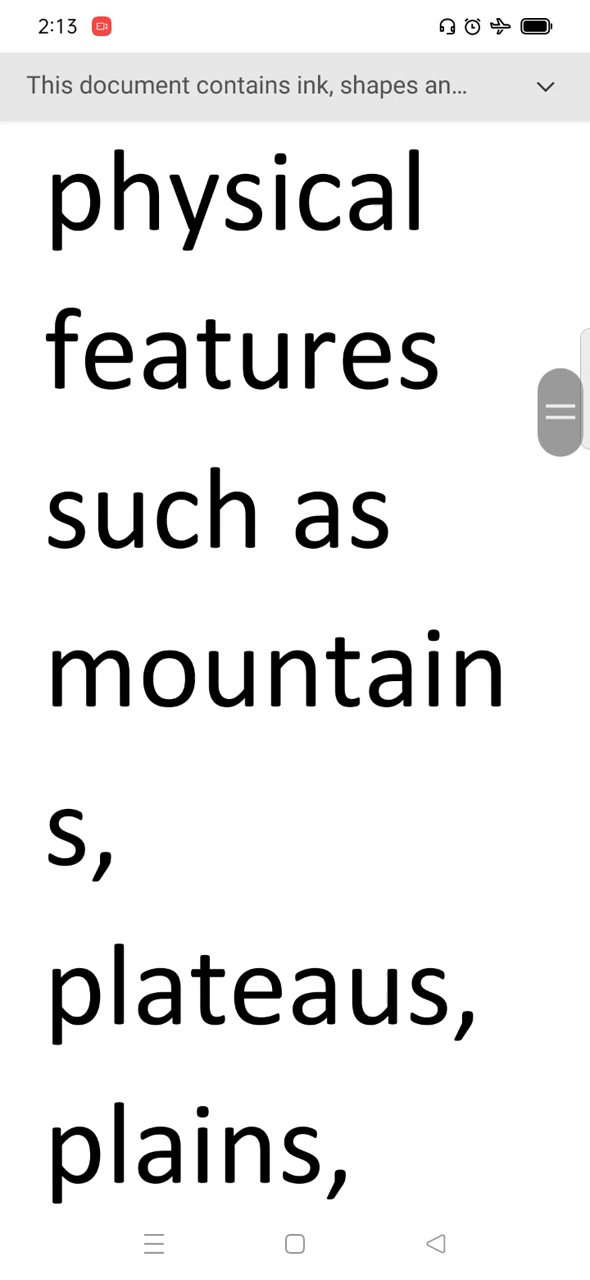 2:13
This document contains ink, shapes an...
physical
features
such as
mountain
s,
plateaus,
plains,